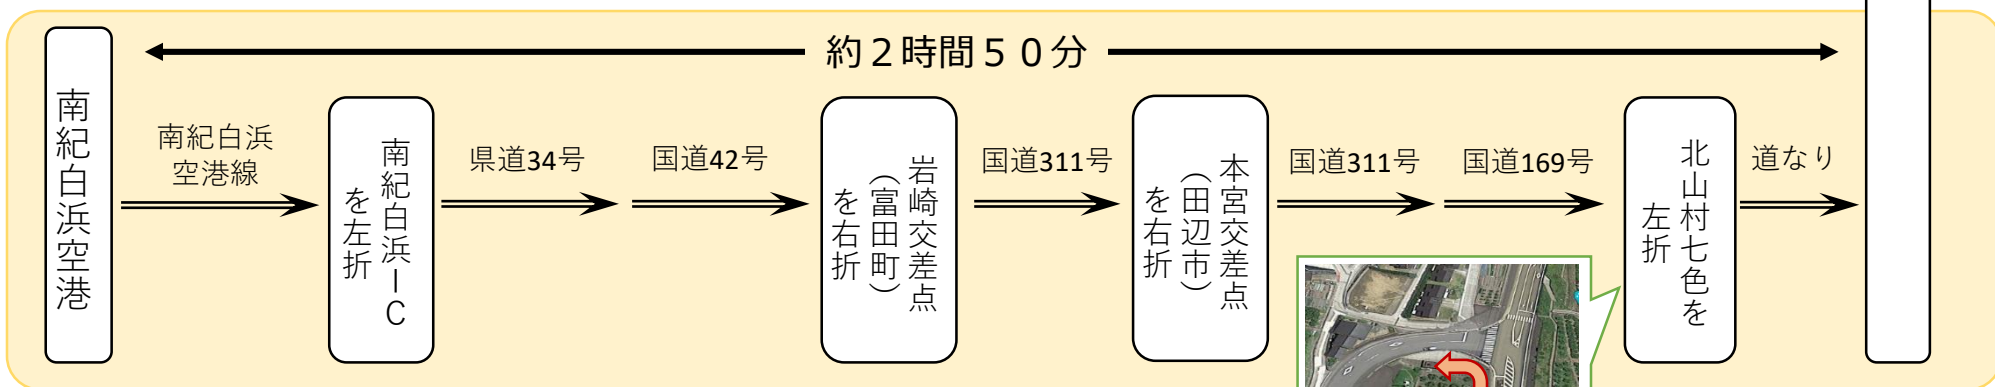 約２時間５０分
南紀白浜空港
南紀白浜
空港線
南紀白浜ＩＣ
を左折
県道34号
国道42号
岩崎交差点
（富田町）
を右折
国道311号
本宮交差点
（田辺市）
を右折
国道311号
国道169号
北山村七色を
左折
道なり